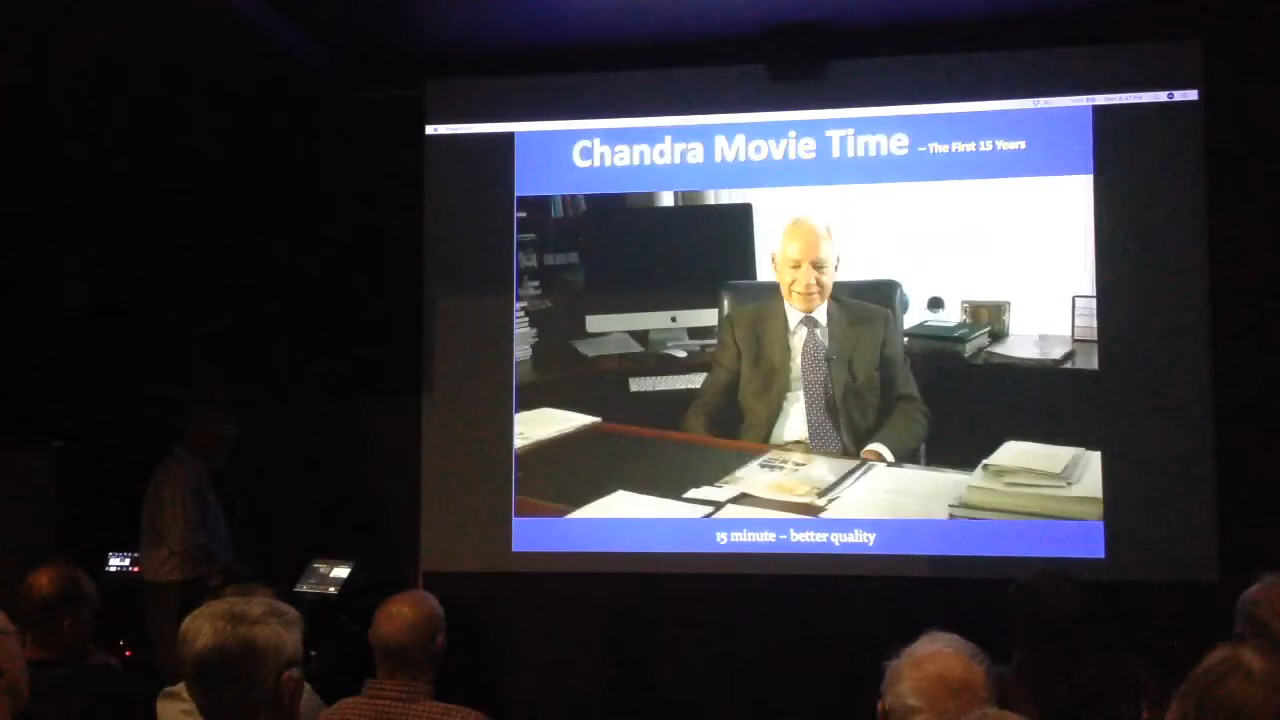 Chandra Movie Time – The First 15 Years
15 minute – better quality